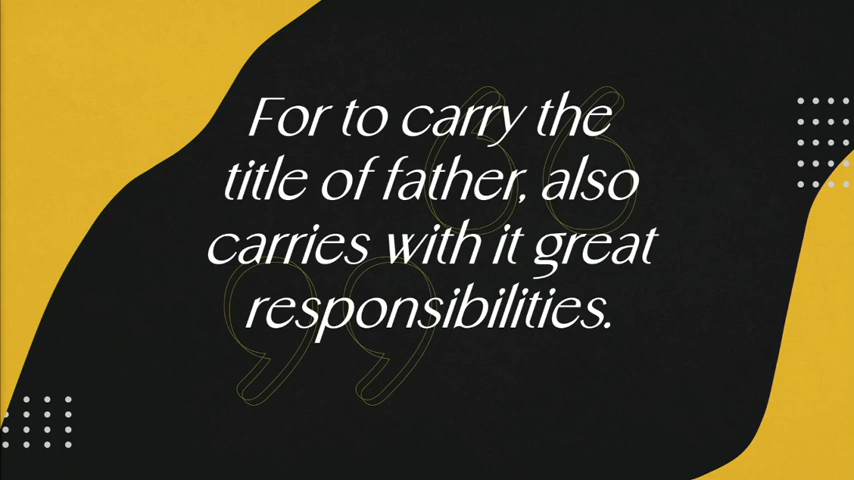 For to carry the
title of father, also
carries with it great
responsibilities.